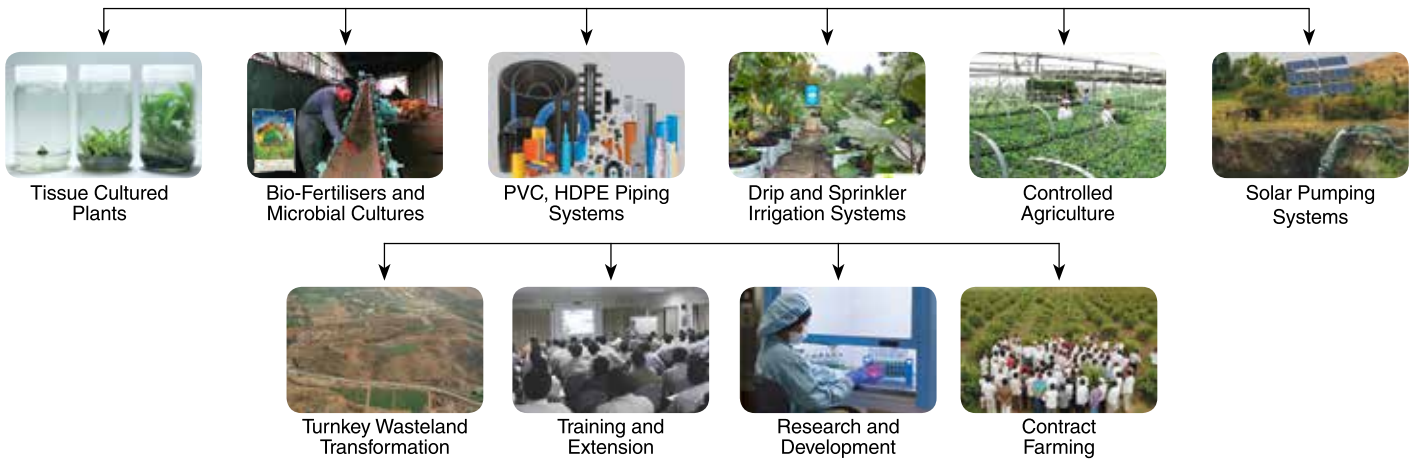 Tissue Cultured
Plants
Bio-Fertilisers and
Microbial Cultures
PVC, HDPE Piping
Systems
Drip and Sprinkler
Irrigation Systems
Controlled
Agriculture
Solar Pumping
Systems
Turnkey Wasteland
Transformation
Training and
Extension
Research and
Development
Contract
Farming